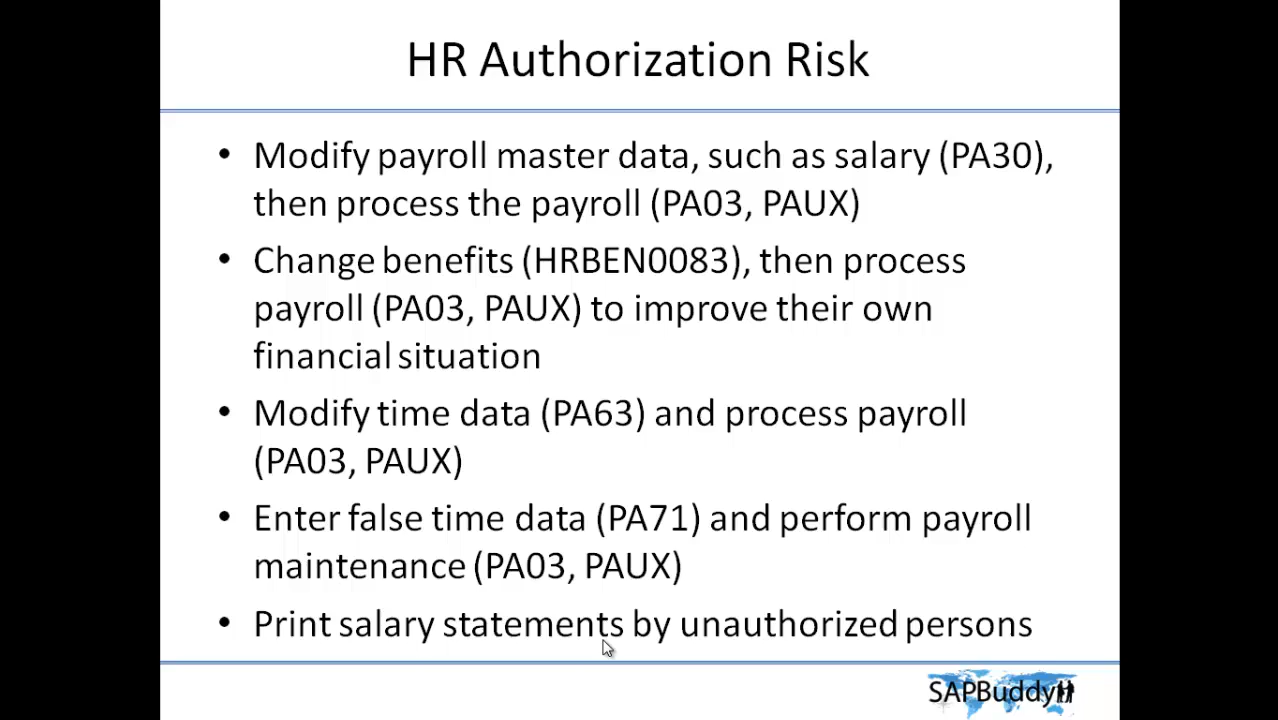 HR Authorization Risk
• Modify payroll master data, such as salary (PA30),
then process the payroll (PA03, PAUX)
• Change benefits (HRBEN0083), then process
payroll (PA03, PAUX) to improve their own
financial situation
• Modify time data (PA63) and process payroll
(PA03, PAUX)
• Enter false time data (PA71) and perform payroll
maintenance (PA03, PAUX)
• Print salary statements by unauthorized persons
SAPBuddy